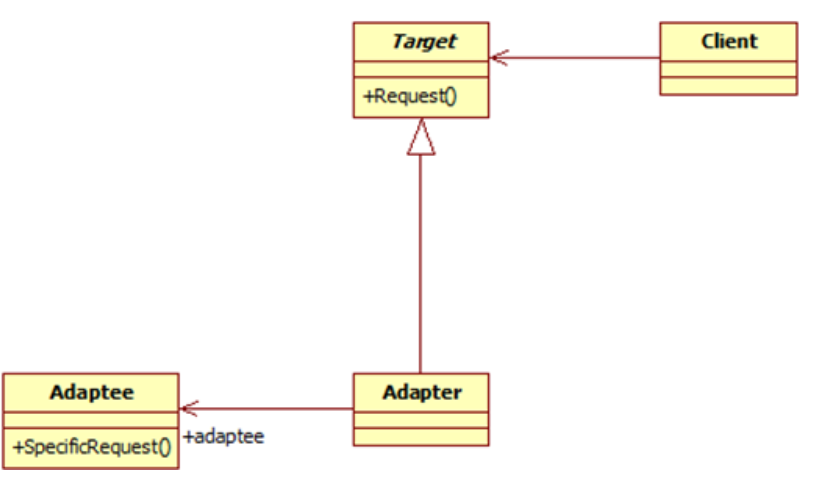 Target
Client
+Request()
Adaptee
Adapter
+SpecificRequest()
+adaptee